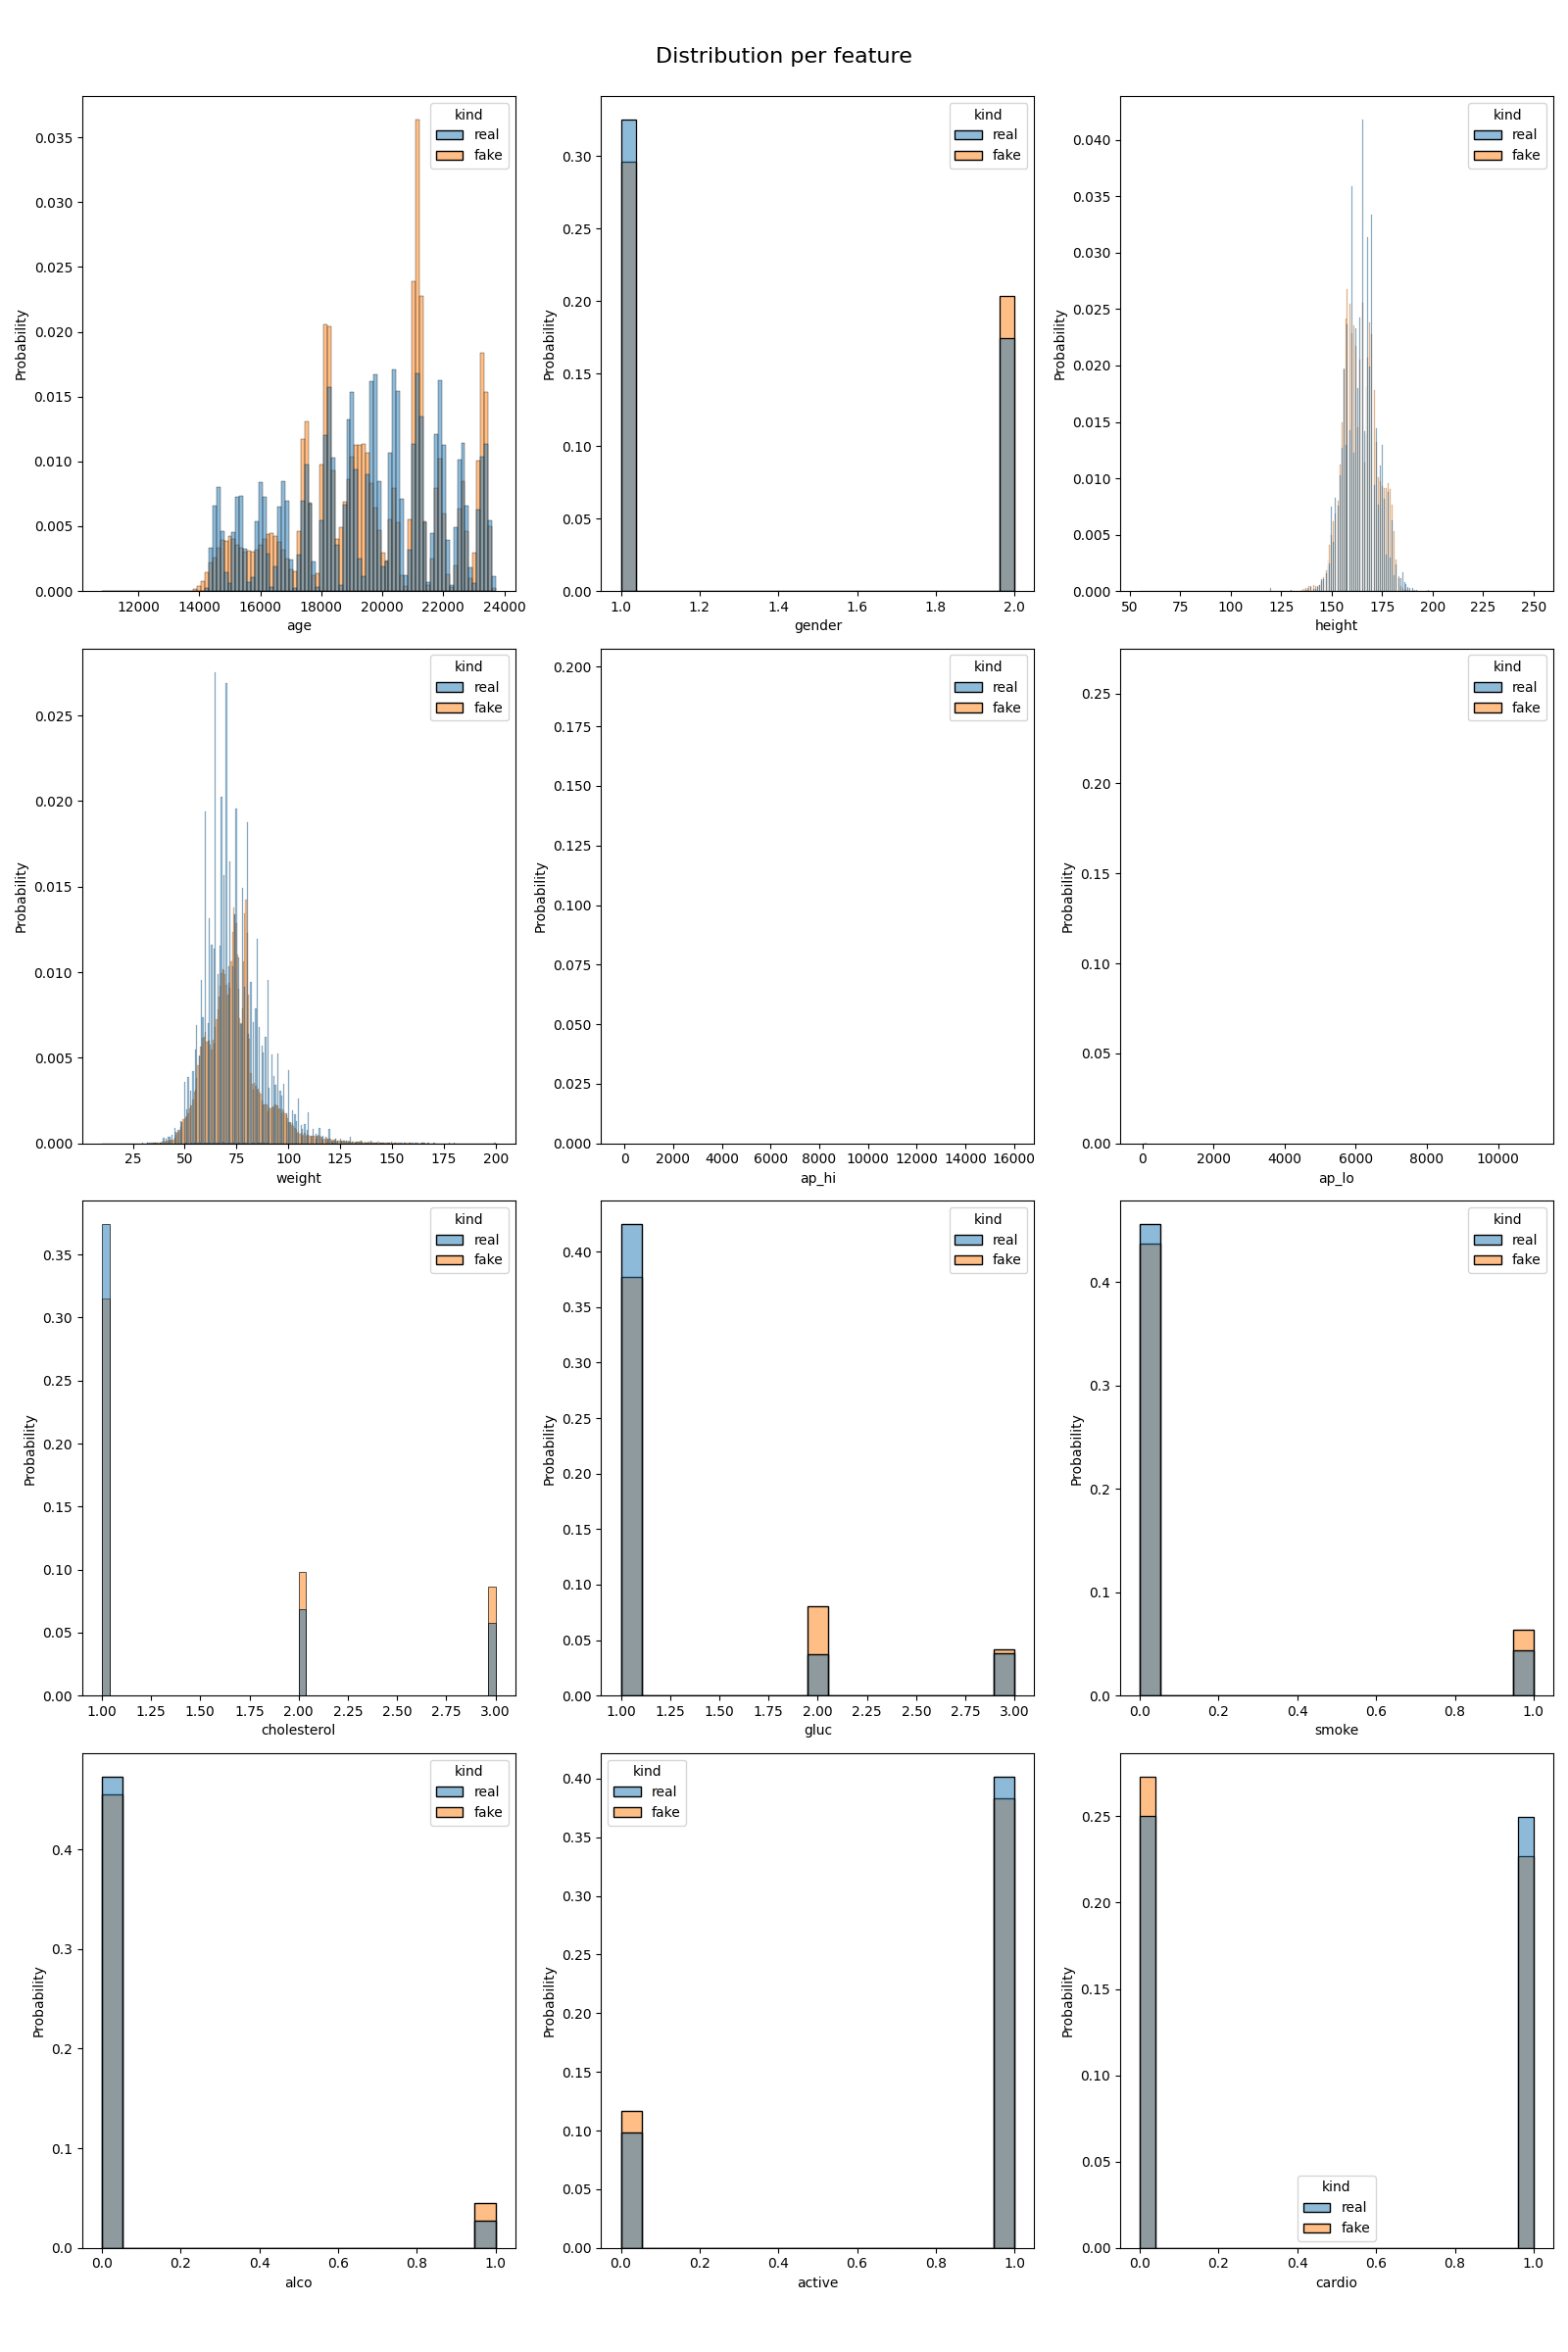 Distribution per feature
kind
real
fake
Probability
0.035
0.030
0.025
0.020
0.015
0.010
0.005
0.000
12000 14000 16000 18000 20000 22000 24000
age
kind
real
fake
Probability
0.30
0.25
0.20
0.15
0.10
0.05
0.00
1.0 1.2 1.4 1.6 1.8 2.0
gender
kind
real
fake
Probability
0.040
0.035
0.030
0.025
0.020
0.015
0.010
0.005
0.000
50 75 100 125 150 175 200 225 250
height
kind
real
fake
Probability
0.025
0.020
0.015
0.010
0.005
0.000
25 50 75 100 125 150 175 200
weight
kind
real
fake
Probability
0.200
0.175
0.150
0.125
0.100
0.075
0.050
0.025
0.000
0 2000 4000 6000 8000 10000 12000 14000 16000
ap_hi
kind
real
fake
Probability
0.25
0.20
0.15
0.10
0.05
0.00
0 2000 4000 6000 8000 10000
ap_lo
kind
real
fake
Probability
0.35
0.30
0.25
0.20
0.15
0.10
0.05
0.00
1.00 1.25 1.50 1.75 2.00 2.25 2.50 2.75 3.00
cholesterol
kind
real
fake
Probability
0.40
0.35
0.30
0.25
0.20
0.15
0.10
0.05
0.00
1.00 1.25 1.50 1.75 2.00 2.25 2.50 2.75 3.00
gluc
kind
real
fake
Probability
0.4
0.3
0.2
0.1
0.0
0.0 0.2 0.4 0.6 0.8 1.0
smoke
kind
real
fake
Probability
0.4
0.3
0.2
0.1
0.0
0.0 0.2 0.4 0.6 0.8 1.0
alco
kind
real
fake
Probability
0.40
0.35
0.30
0.25
0.20
0.15
0.10
0.05
0.00
0.0 0.2 0.4 0.6 0.8 1.0
active
kind
real
fake
Probability
0.25
0.20
0.15
0.10
0.05
0.00
0.0 0.2 0.4 0.6 0.8 1.0
cardio